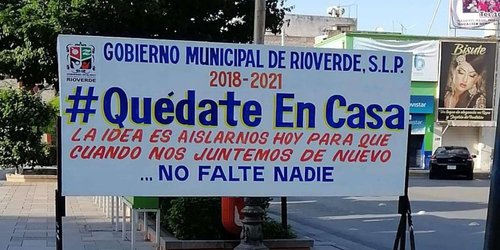 GOBIERNO MUNICIPAL DE RIOVERDE, S.L.P.
2018-2021
RIOVERDE
#Quédate En Casa
LA IDEA ES AISLARNOS HOY PARA QUE
CUANDO NOS JUNTEMOS DE NUEVO
... NO FALTE NADIE
Bisute
movistar